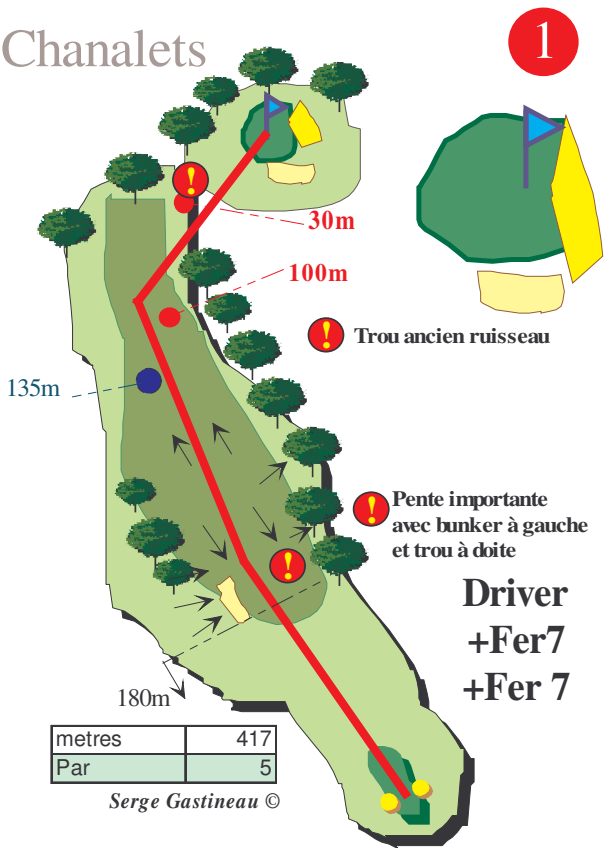 Chanalets
1
30m
100m
Trou ancien ruisseau
135m
Pente importante
avec bunker à gauche
et trou à doite
Driver
+Fer7
+Fer 7
180m
metres 417
Par 5
Serge Gastineau ©